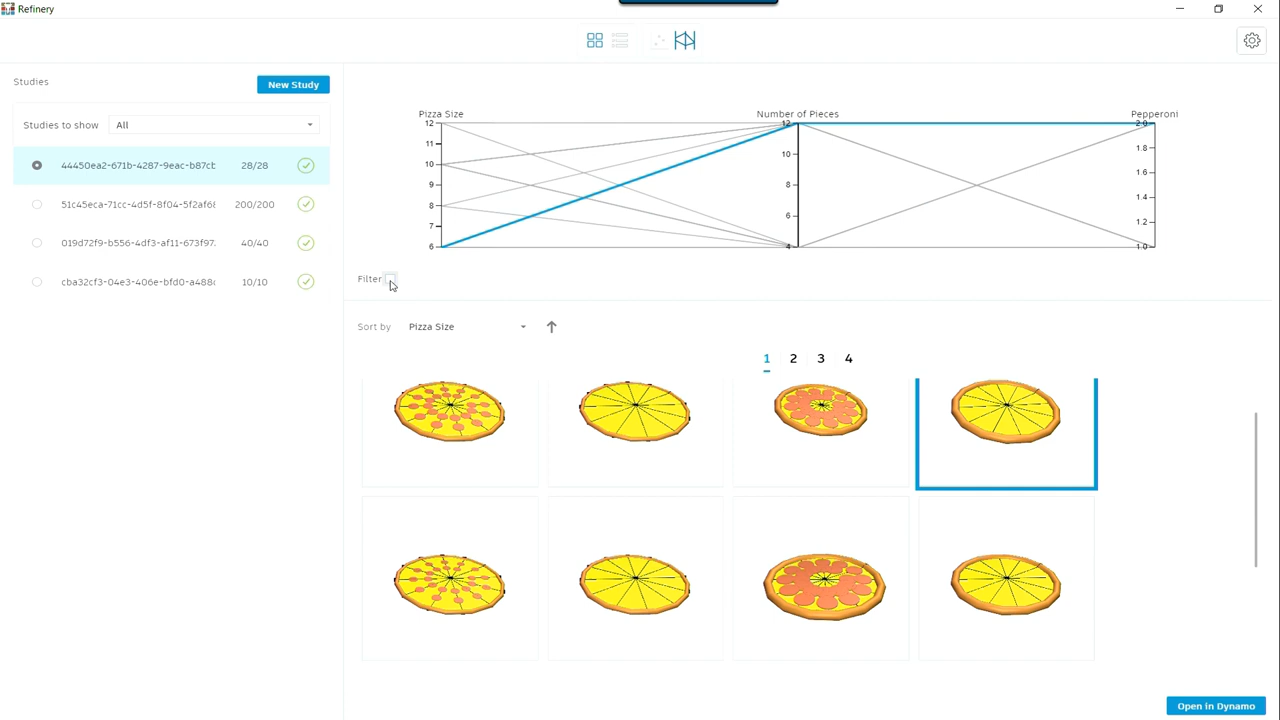 Refinery
Studies
New Study
Studies to show
All
44450ea2-671b-4287-9eac-b87cb
28/28
51c45eca-71cc-4d5f-8f04-5f2af68
200/200
019d72f9-b556-4df3-af11-673f97.
40/40
cba32cf3-04e3-406e-bfd0-a488c
10/10
Pizza Size
Number of Pieces
Pepperoni
12
11
10
9
8
7
6
12
10
8
6
4
2.0
1.8
1.6
1.4
1.2
1.0
Filter
Sort by
Pizza Size
1 2 3 4
Open in Dynamo